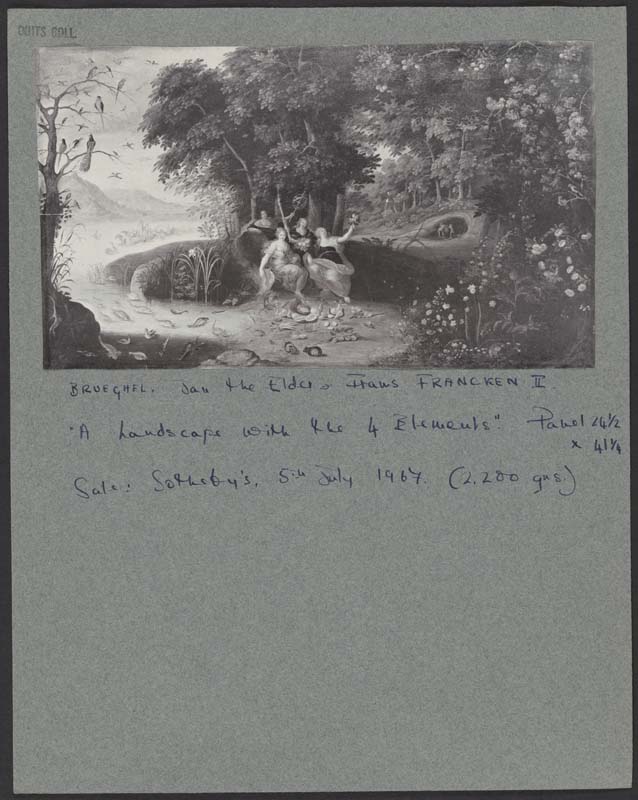 DUITS COLL.
BRUEGHEL. Jan the Elder & Frans FRANCKEN II
"A Landscape with the 4 Elements". Panel 24½
x 41¼
Sale: Sotheby's, 5th July 1967. (2,200 gns.)